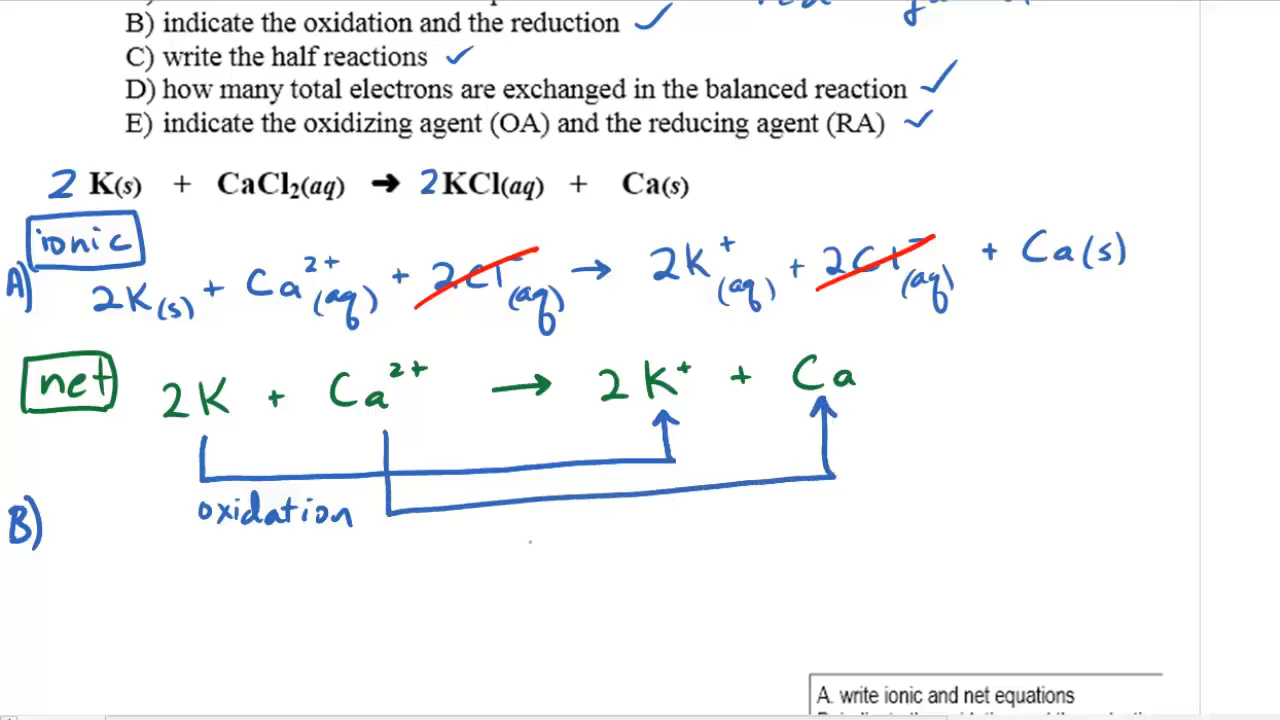 B) indicate the oxidation and the reduction
C) write the half reactions
D) how many total electrons are exchanged in the balanced reaction
E) indicate the oxidizing agent (OA) and the reducing agent (RA)
2 K(s) + CaCl₂(aq) → 2KCl(aq) + Ca(s)
ionic
A) 2K(s) + Ca²⁺(aq) + 2Cl⁻(aq) → 2K⁺(aq) + 2Cl⁻(aq) + Ca(s)
net 2K + Ca²⁺ → 2K⁺ + Ca
B) oxidation
A. write ionic and net equations